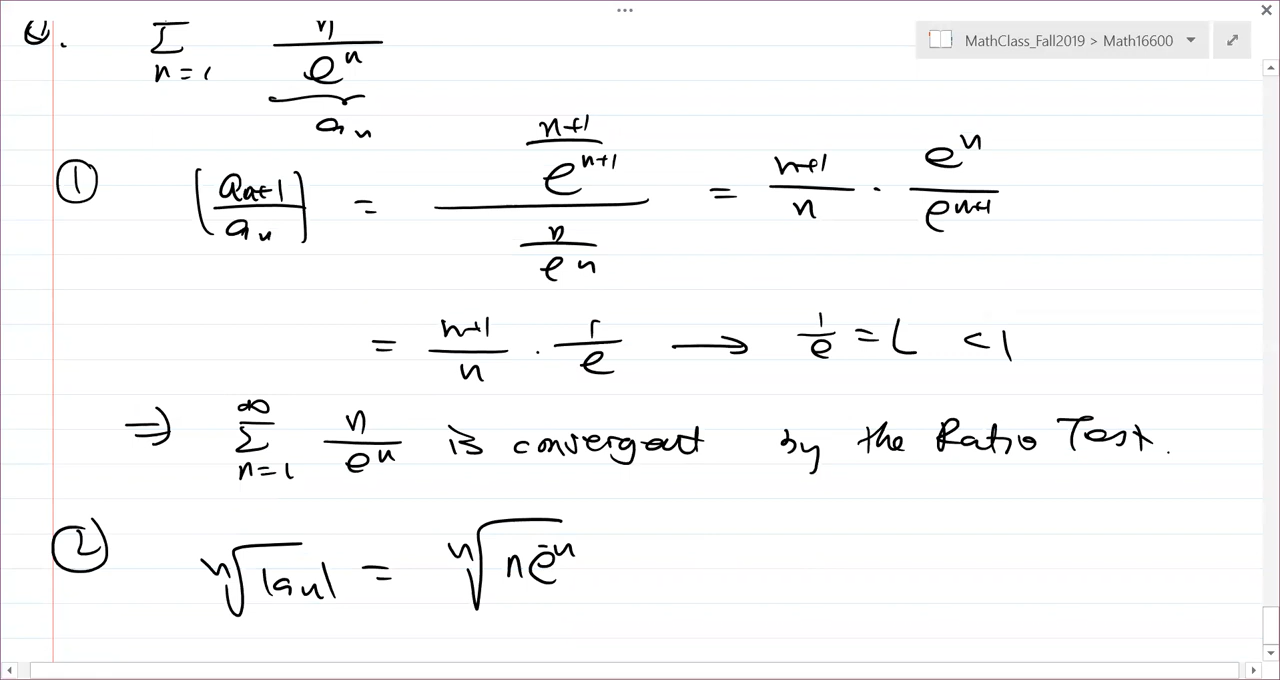 MathClass_Fall2019 > Math16600
Σ n=1 n/e^n
a_n
① |a_{n+1}/a_n| = ((n+1)/e^{n+1})/(n/e^n) = (n+1)/n · e^n/e^{n+1}
= (n+1)/n · 1/e ⟶ 1/e = L < 1
⇒ ∞ Σ n=1 n/e^n is convergent by the Ratio Test.
② ⁿ√|a_n| = ⁿ√(n e^{-n})